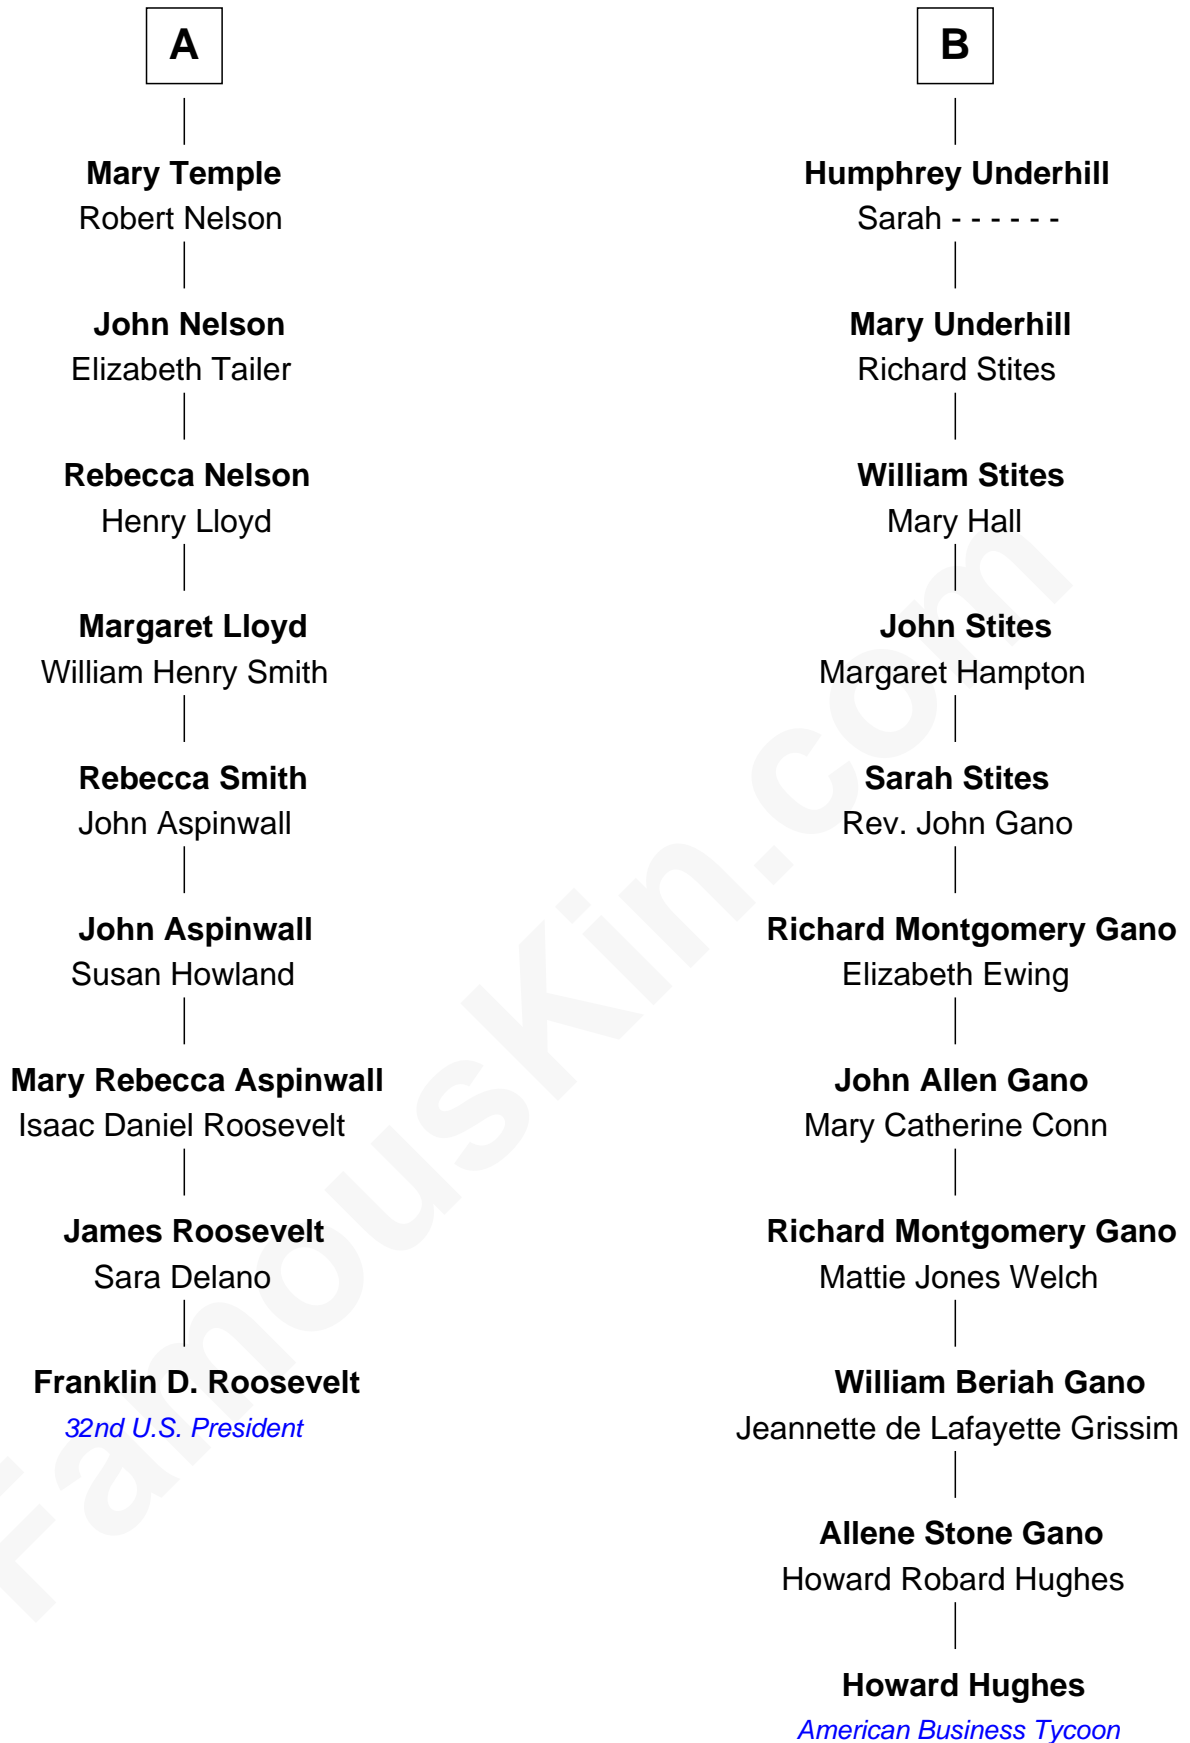 A
Mary Temple
Robert Nelson
John Nelson
Elizabeth Tailer
Rebecca Nelson
Henry Lloyd
Margaret Lloyd
William Henry Smith
Rebecca Smith
John Aspinwall
John Aspinwall
Susan Howland
Mary Rebecca Aspinwall
Isaac Daniel Roosevelt
James Roosevelt
Sara Delano
Franklin D. Roosevelt
32nd U.S. President
B
Humphrey Underhill
Sarah - - - - - -
Mary Underhill
Richard Stites
William Stites
Mary Hall
John Stites
Margaret Hampton
Sarah Stites
Rev. John Gano
Richard Montgomery Gano
Elizabeth Ewing
John Allen Gano
Mary Catherine Conn
Richard Montgomery Gano
Mattie Jones Welch
William Beriah Gano
Jeannette de Lafayette Grissim
Allene Stone Gano
Howard Robard Hughes
Howard Hughes
American Business Tycoon
FamousKin.com